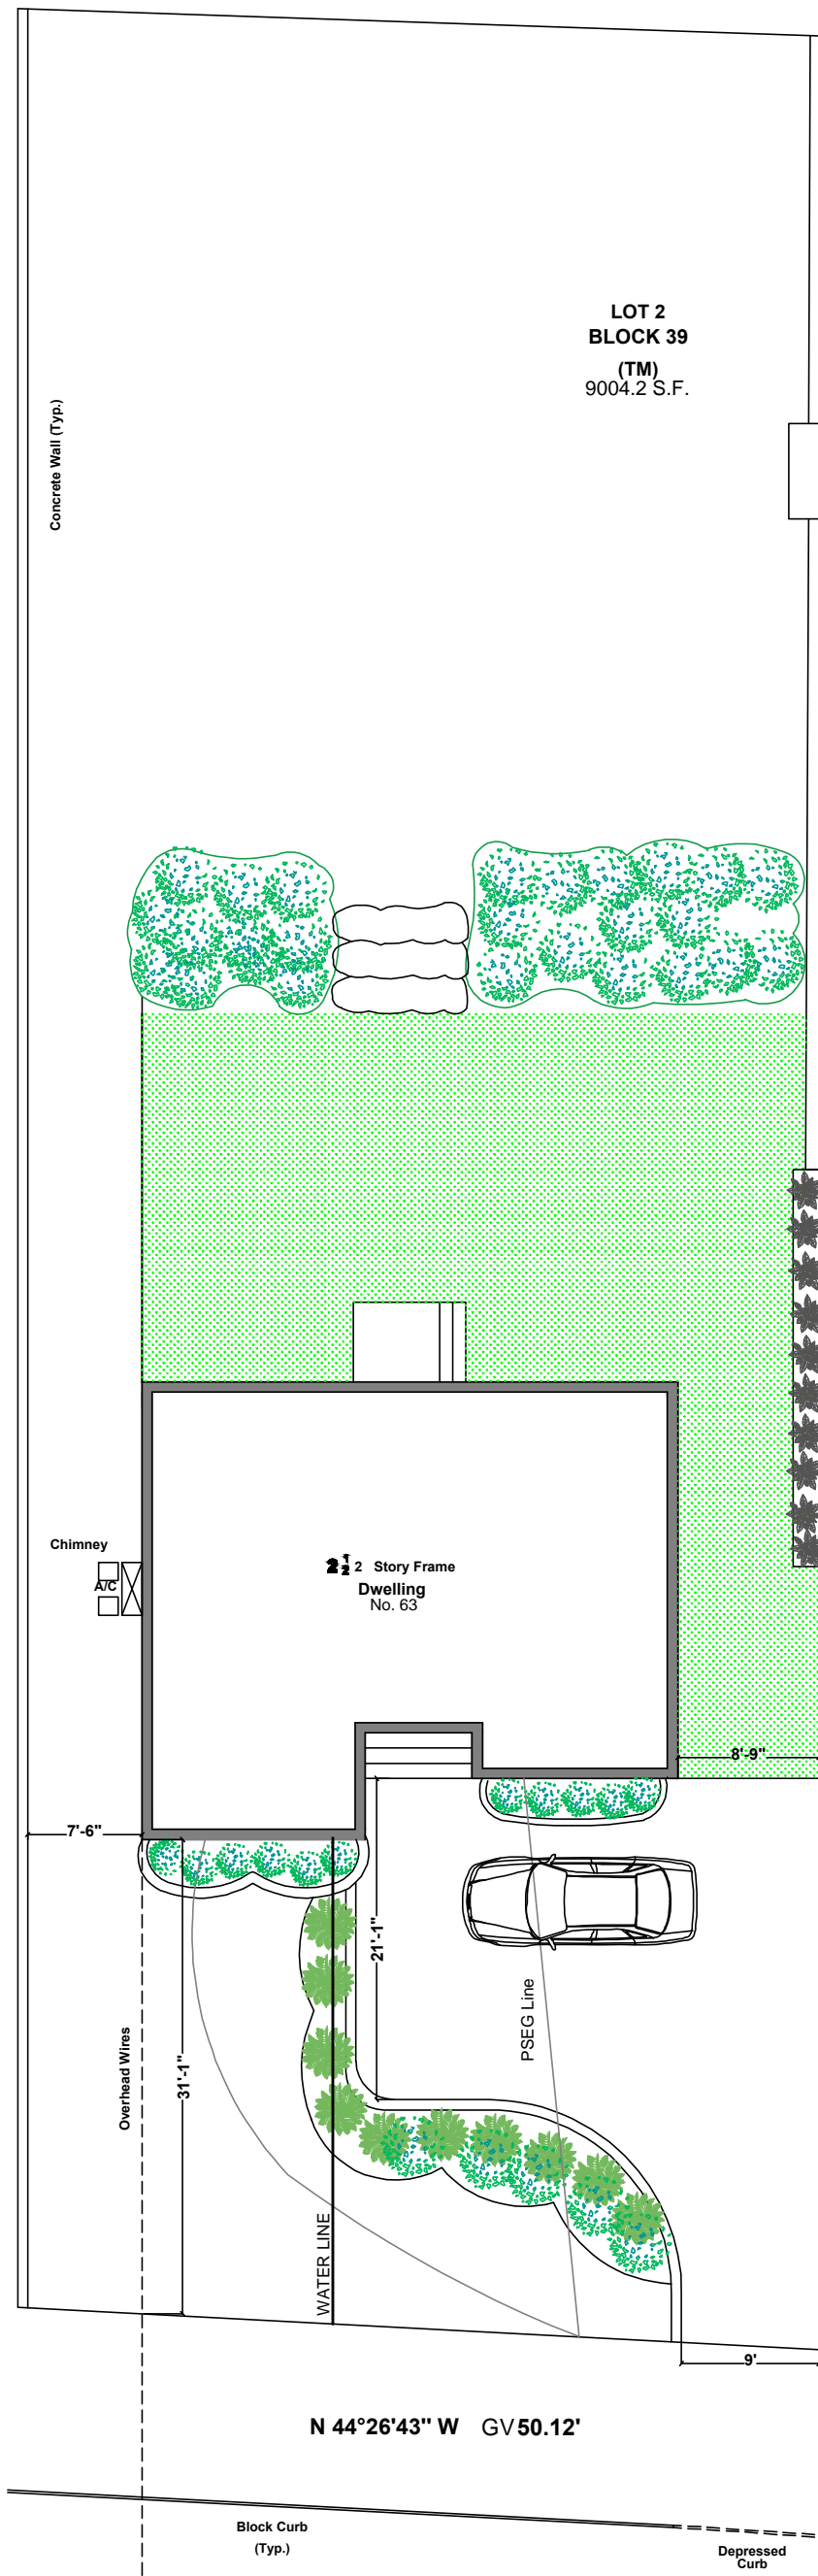 LOT 2
BLOCK 39
(TM)
9004.2 S.F.
Concrete Wall (Typ.)
Chimney
A/C
2 1/2 2 Story Frame
Dwelling
No. 63
8'-9"
7'-6"
21'-1"
31'-1"
PSEG Line
Overhead Wires
WATER LINE
9'
N 44°26'43" W GV 50.12'
Block Curb
(Typ.)
Depressed
Curb